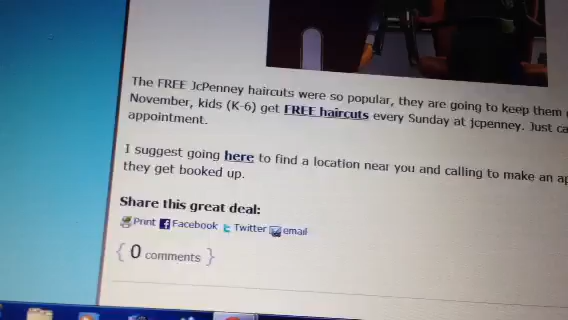 The FREE JcPenney haircuts were so popular, they are going to keep them
November, kids (K-6) get FREE haircuts every Sunday at jcpenney. Just
appointment.
I suggest going here to find a location near you and calling to make an
they get booked up.
Share this great deal:
Print Facebook Twitter email
{ 0 comments }